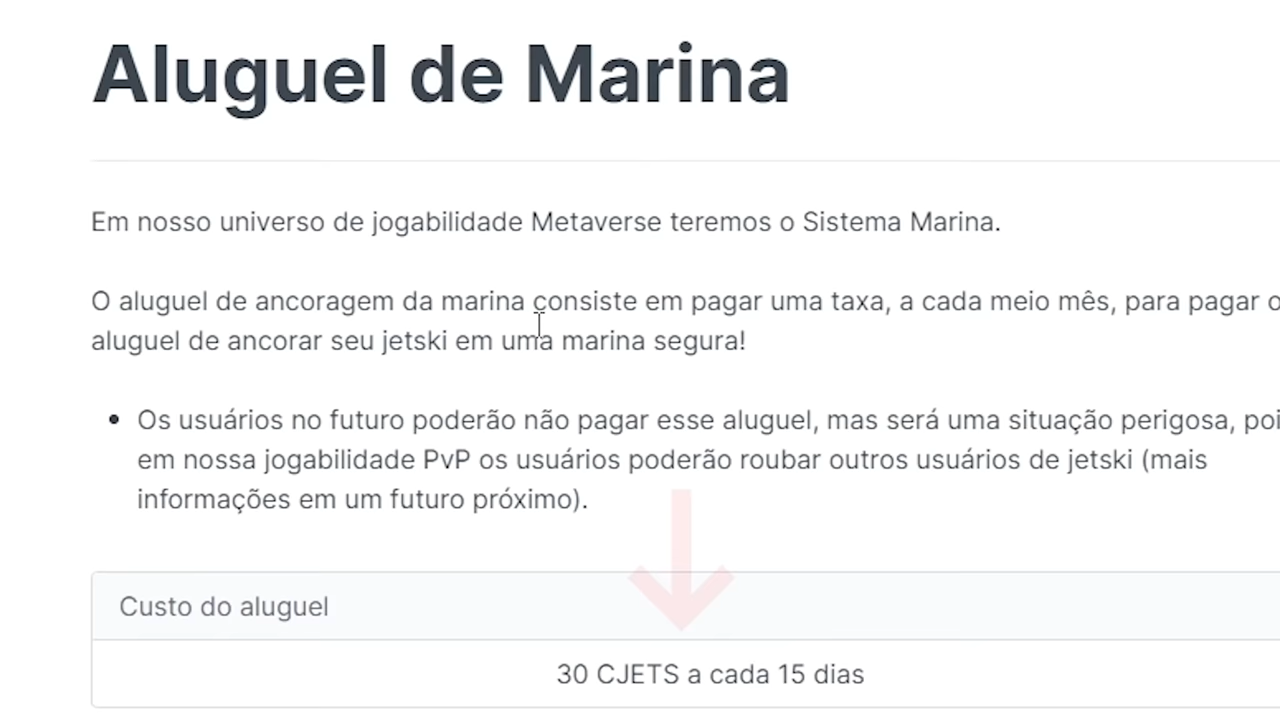 Aluguel de Marina
Em nosso universo de jogabilidade Metaverse teremos o Sistema Marina.
O aluguel de ancoragem da marina consiste em pagar uma taxa, a cada meio mês, para pagar o
aluguel de ancorar seu jetski em uma marina segura!
• Os usuários no futuro poderão não pagar esse aluguel, mas será uma situação perigosa, poi
em nossa jogabilidade PvP os usuários poderão roubar outros usuários de jetski (mais
informações em um futuro próximo).
Custo do aluguel
30 CJETS a cada 15 dias